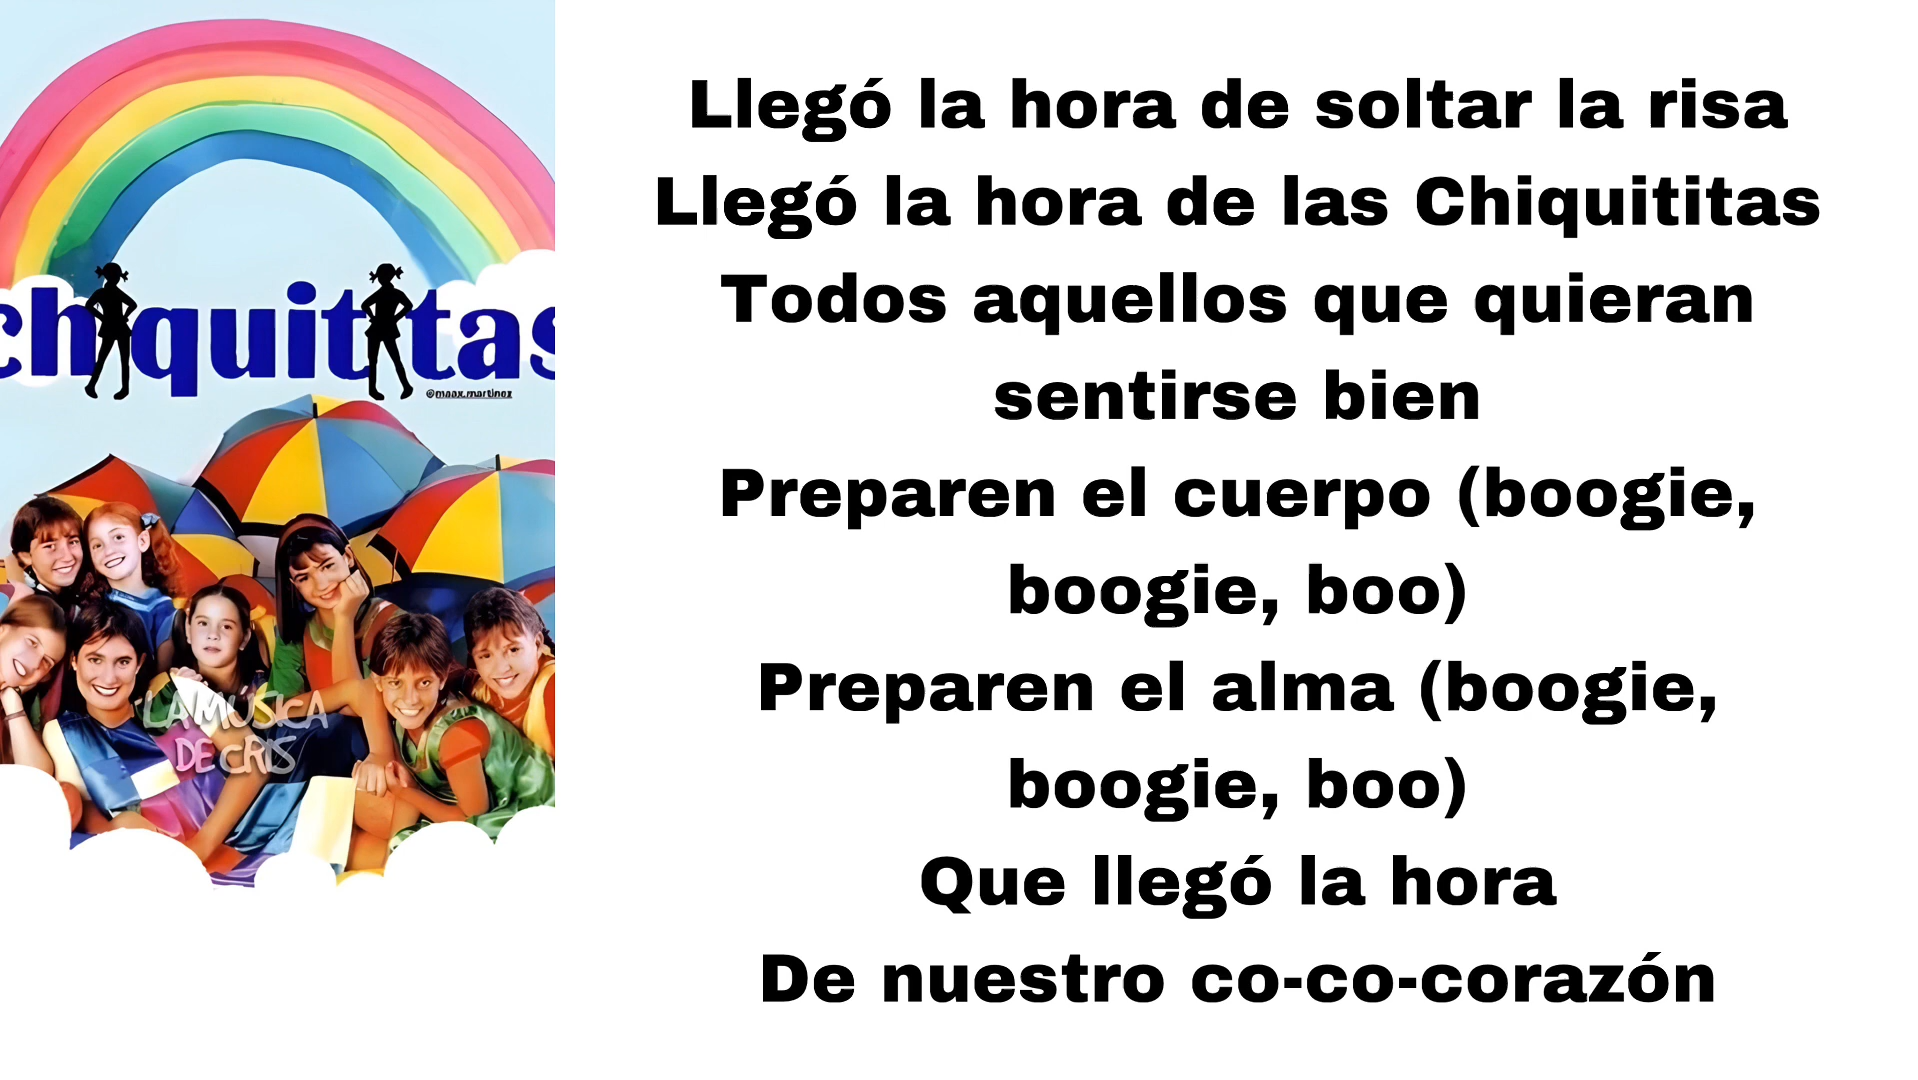 chiquititas
@maax.martinez
LA MÚSICA
DE CRIS
Llegó la hora de soltar la risa
Llegó la hora de las Chiquititas
Todos aquellos que quieran
sentirse bien
Preparen el cuerpo (boogie,
boogie, boo)
Preparen el alma (boogie,
boogie, boo)
Que llegó la hora
De nuestro co-co-corazón